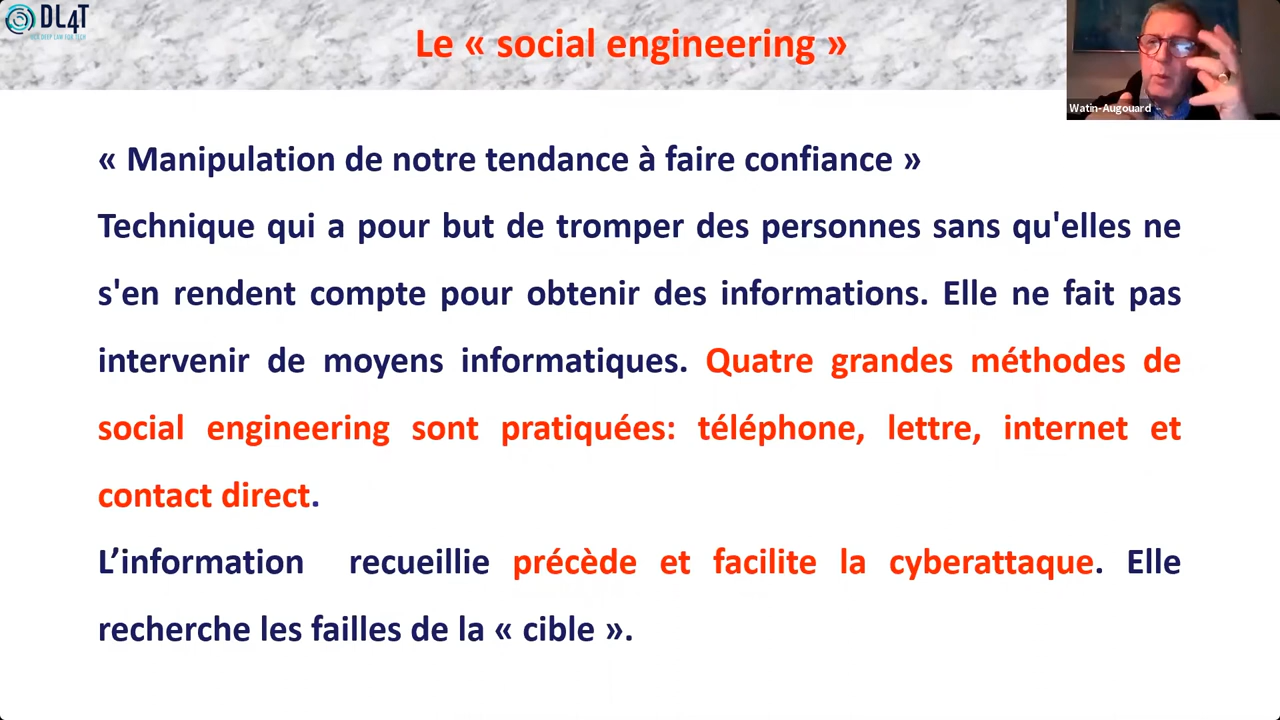 DL4T
Le « social engineering »
Watin-Augouard
« Manipulation de notre tendance à faire confiance »
Technique qui a pour but de tromper des personnes sans qu'elles ne
s'en rendent compte pour obtenir des informations. Elle ne fait pas
intervenir de moyens informatiques. Quatre grandes méthodes de
social engineering sont pratiquées: téléphone, lettre, internet et
contact direct.
L’information recueillie précède et facilite la cyberattaque. Elle
recherche les failles de la « cible ».